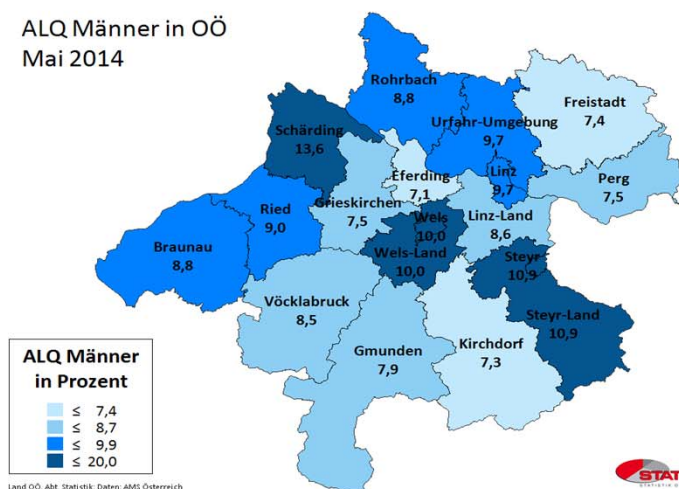 ALQ Männer in OÖ
Mai 2014
Rohrbach
8,8
Freistadt
7,4
Urfahr-Umgebung
9,7
Schärding
13,6
Eferding
7,1
Linz
9,7
Perg
7,5
Grieskirchen
7,5
Ried
9,0
Wels
10,0
Linz-Land
8,6
Braunau
8,8
Wels-Land
10,0
Steyr
10,9
Vöcklabruck
8,5
Steyr-Land
10,9
Gmunden
7,9
Kirchdorf
7,3
ALQ Männer
in Prozent
≤ 7,4
≤ 8,7
≤ 9,9
≤ 20,0
Land OÖ, Abt. Statistik; Daten: AMS Österreich
STAT
STATISTIK O